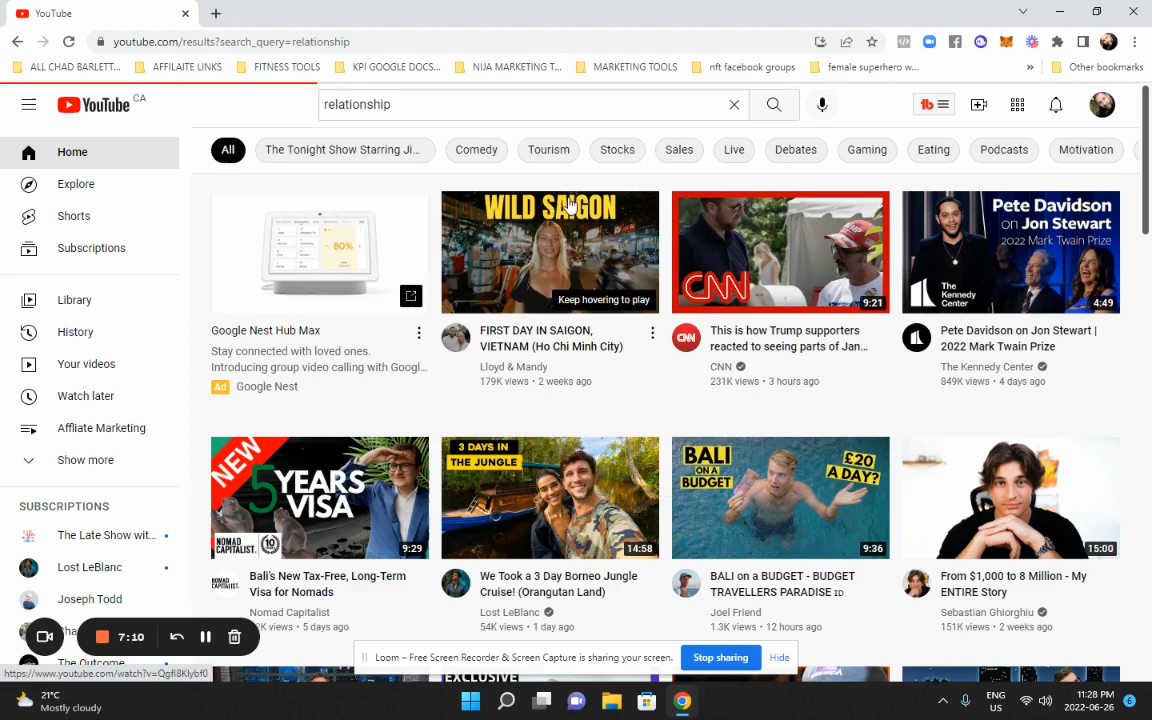 YouTube
youtube.com/results?search_query=relationship
ALL CHAD BARLETT...
AFFILAITE LINKS
FITNESS TOOLS
KPI GOOGLE DOCS...
NIJA MARKETING T...
MARKETING TOOLS
nft facebook groups
female superhero w...
»
Other bookmarks
YouTube CA
relationship
tb
Home
Explore
Shorts
Subscriptions
Library
History
Your videos
Watch later
Affliate Marketing
Show more
SUBSCRIPTIONS
The Late Show wit...
Lost LeBlanc
Joseph Todd
The Outcome
All
The Tonight Show Starring Ji...
Comedy
Tourism
Stocks
Sales
Live
Debates
Gaming
Eating
Podcasts
Motivation
80%
Google Nest Hub Max
Stay connected with loved ones.
Introducing group video calling with Googl...
Ad Google Nest
WILD SAIGON
Keep hovering to play
FIRST DAY IN SAIGON,
VIETNAM (Ho Chi Minh City)
Lloyd & Mandy
179K views • 2 weeks ago
CNN
9:21
CNN
This is how Trump supporters
reacted to seeing parts of Jan...
CNN
231K views • 3 hours ago
Pete Davidson
on Jon Stewart
2022 Mark Twain Prize
The
Kennedy
Center
4:49
Pete Davidson on Jon Stewart |
2022 Mark Twain Prize
The Kennedy Center
849K views • 4 days ago
NEW
5 YEARS
VISA
NOMAD
CAPITALIST.
10
9:29
NOMAD
CAPITALIST.
Bali's New Tax-Free, Long-Term
Visa for Nomads
Nomad Capitalist
2K views • 5 days ago
3 DAYS IN
THE JUNGLE
14:58
We Took a 3 Day Borneo Jungle
Cruise! (Orangutan Land)
Lost LeBlanc
54K views • 1 day ago
BALI
ON A
BUDGET
£20
A DAY?
9:36
BALI on a BUDGET - BUDGET
TRAVELLERS PARADISE ID
Joel Friend
1.3K views • 12 hours ago
15:00
From $1,000 to 8 Million - My
ENTIRE Story
Sebastian Ghiorghiu
151K views • 2 weeks ago
7:10
Loom – Free Screen Recorder & Screen Capture is sharing your screen.
Stop sharing
Hide
https://www.youtube.com/watch?v=Qgfl8Klybf0
EXCLUSIVE
21°C
Mostly cloudy
ENG
US
11:28 PM
2022-06-26
6